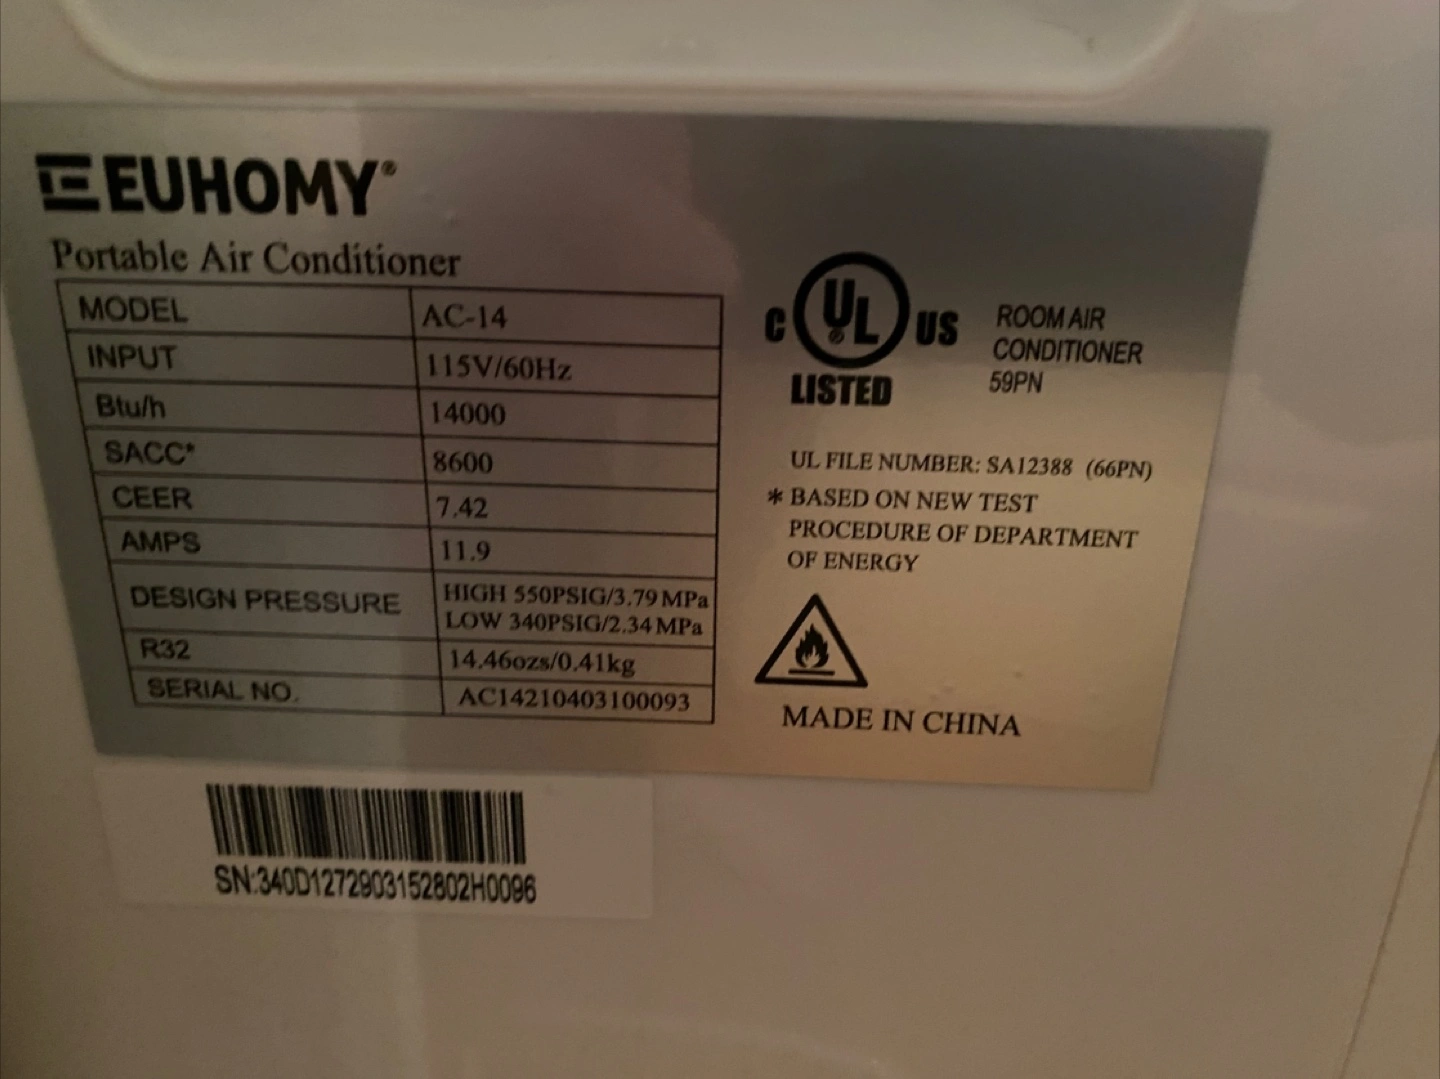 EUHOMY®
Portable Air Conditioner
MODEL AC-14
INPUT 115V/60Hz
Btu/h 14000
SACC* 8600
CEER 7.42
AMPS 11.9
DESIGN PRESSURE HIGH 550PSIG/3.79 MPa
LOW 340PSIG/2.34 MPa
R32 14.46ozs/0.41kg
SERIAL NO. AC14210403100093
C UL® US
LISTED
ROOM AIR
CONDITIONER
59PN
UL FILE NUMBER: SA12388 (66PN)
* BASED ON NEW TEST
PROCEDURE OF DEPARTMENT
OF ENERGY
MADE IN CHINA
SN:340D1272903152802H0096